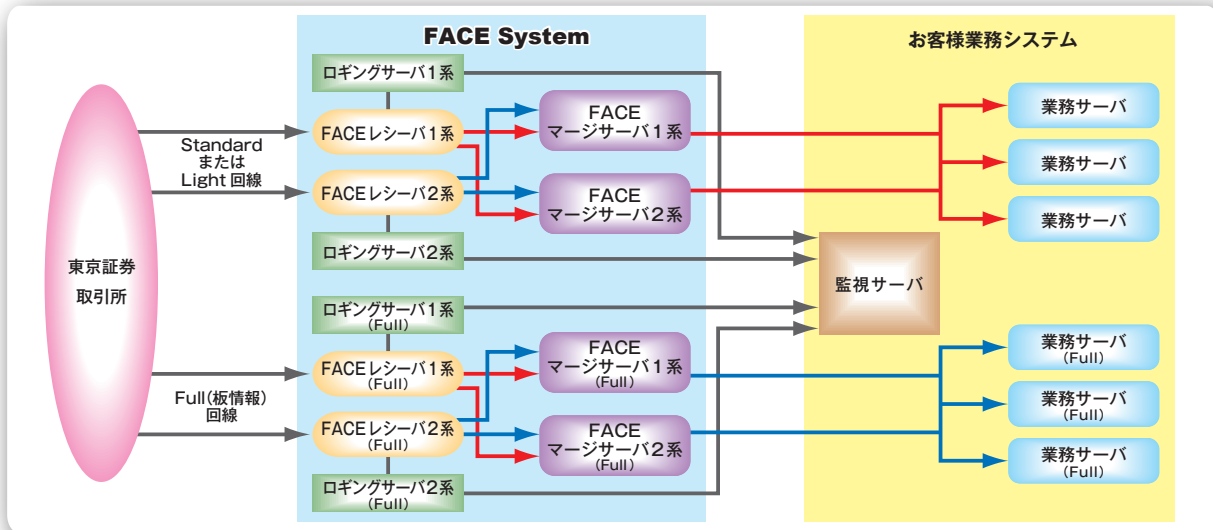 FACE System
お客様業務システム
東京証券
取引所
Standard
または
Light 回線
Full(板情報)
回線
ロギングサーバ1系
FACEレシーバ1系
FACEレシーバ2系
ロギングサーバ2系
FACE
マージサーバ1系
FACE
マージサーバ2系
業務サーバ
業務サーバ
業務サーバ
監視サーバ
ロギングサーバ1系
(Full)
FACEレシーバ1系
(Full)
FACEレシーバ2系
(Full)
ロギングサーバ2系
(Full)
FACE
マージサーバ1系
(Full)
FACE
マージサーバ2系
(Full)
業務サーバ
(Full)
業務サーバ
(Full)
業務サーバ
(Full)